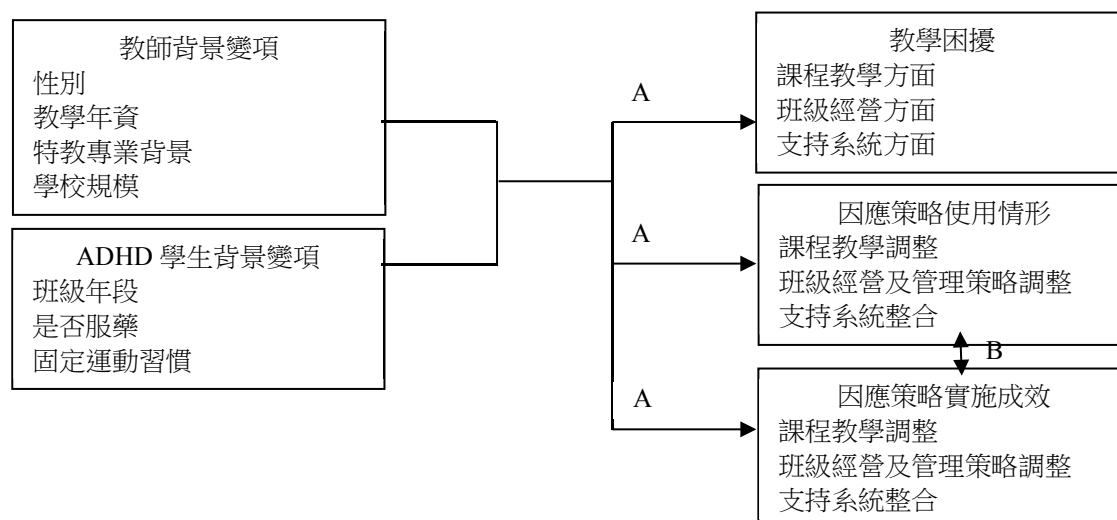 教師背景變項
性別
教學年資
特教專業背景
學校規模
ADHD 學生背景變項
班級年段
是否服藥
固定運動習慣
A
教學困擾
課程教學方面
班級經營方面
支持系統方面
A
因應策略使用情形
課程教學調整
班級經營及管理策略調整
支持系統整合
B
A
因應策略實施成效
課程教學調整
班級經營及管理策略調整
支持系統整合